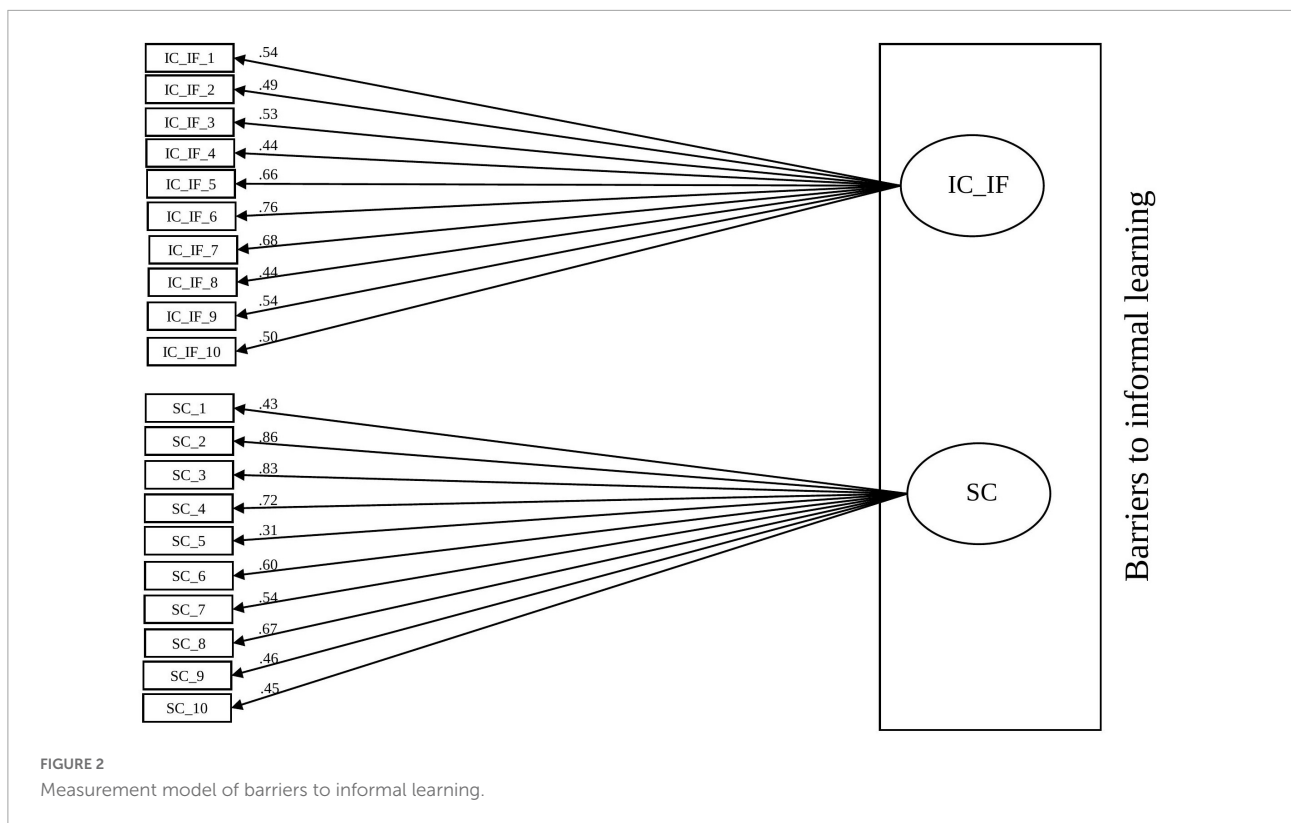 IC_IF_1 .54
IC_IF_2 .49
IC_IF_3 .53
IC_IF_4 .44
IC_IF_5 .66
IC_IF_6 .76
IC_IF_7 .68
IC_IF_8 .44
IC_IF_9 .54
IC_IF_10 .50
IC_IF
SC_1 .43
SC_2 .86
SC_3 .83
SC_4 .72
SC_5 .31
SC_6 .60
SC_7 .54
SC_8 .67
SC_9 .46
SC_10 .45
SC
Barriers to informal learning
FIGURE 2
Measurement model of barriers to informal learning.